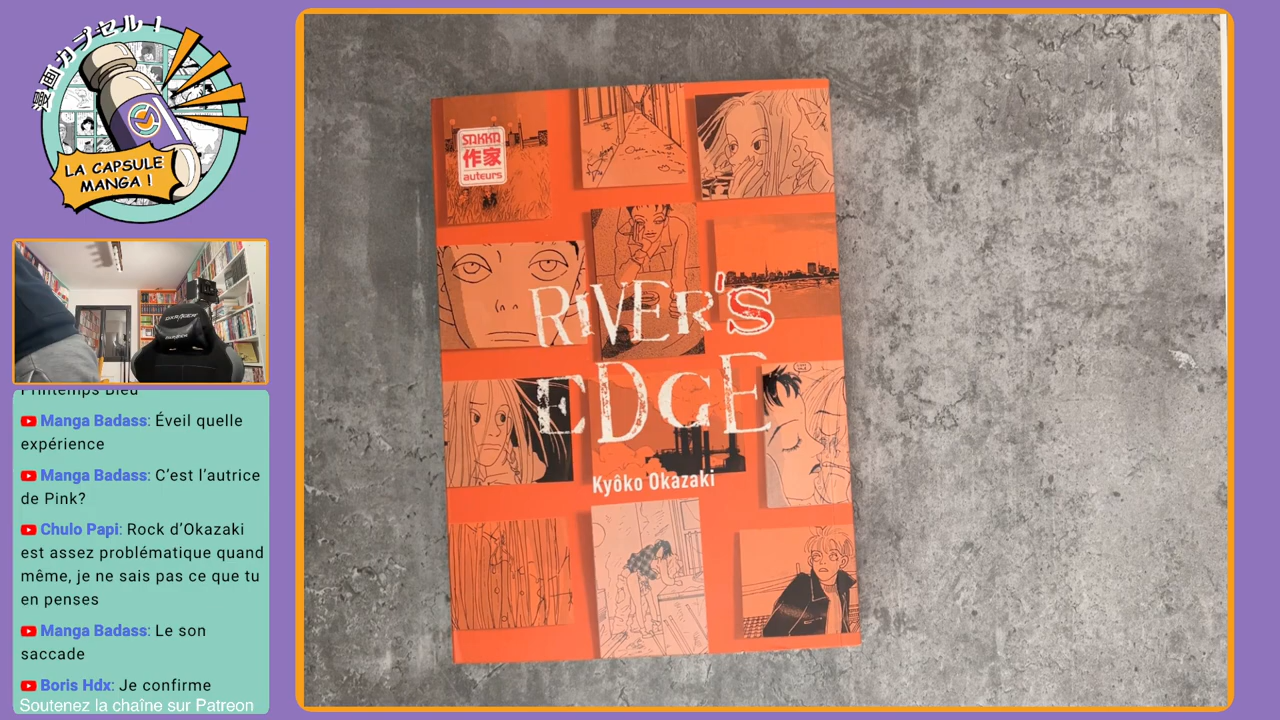 漫画カプセル!
LA CAPSULE
MANGA !
Printemps Bleu
Manga Badass: Éveil quelle
expérience
Manga Badass: C’est l’autrice
de Pink?
Chulo Papi: Rock d’Okazaki
est assez problématique quand
même, je ne sais pas ce que tu
en penses
Manga Badass: Le son
saccade
Boris Hdx: Je confirme
Soutenez la chaîne sur Patreon
SAKKA
作家
auteurs
RIVER'S
EDGE
Kyôko Okazaki